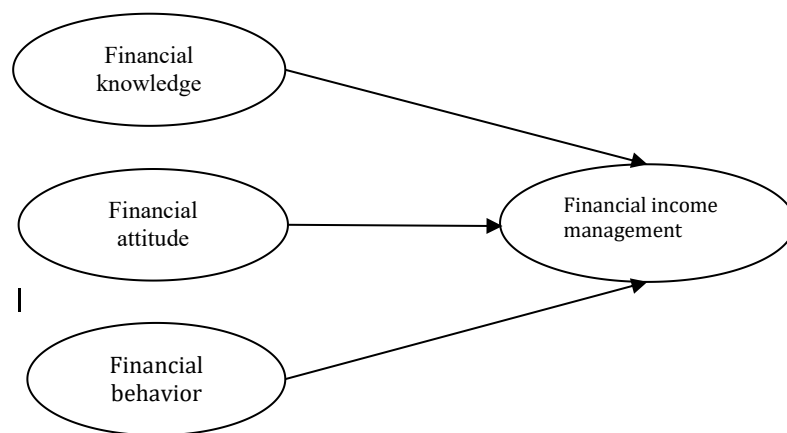 Financial
knowledge
Financial
attitude
Financial income
management
Financial
behavior